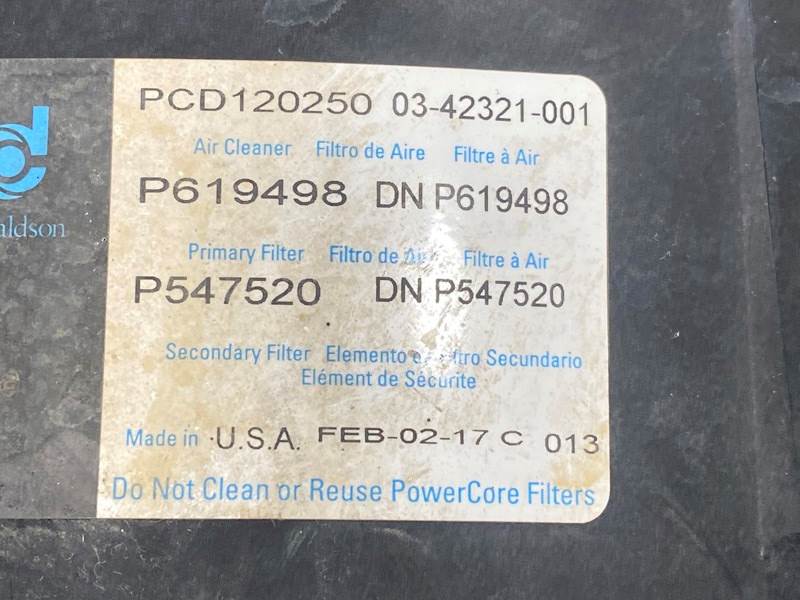 PCD120250 03-42321-001
Air Cleaner Filtro de Aire Filtre à Air
P619498 DN P619498
aldson
Primary Filter Filtro de Filtre à Air
P547520 DN P547520
Secondary Filter Elemento Secundario
Elément de Sécurite
Made in U.S.A. FEB-02-17 C 013
Do Not Clean or Reuse PowerCore Filters